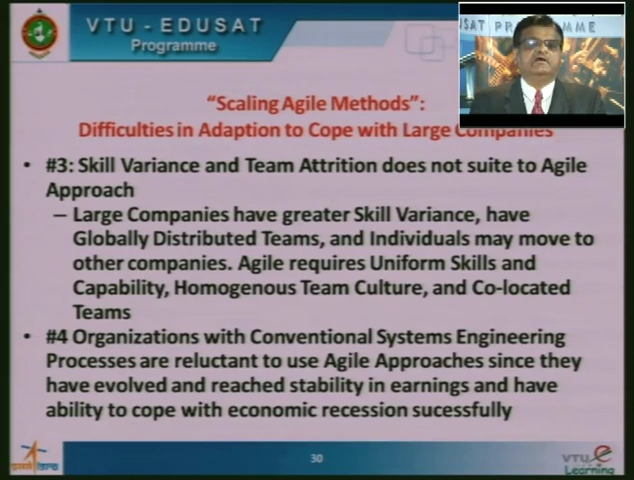 VTU - EDUSAT
Programme
USAT PR MME
"Scaling Agile Methods":
Difficulties in Adaption to Cope with Large Companies
• #3: Skill Variance and Team Attrition does not suite to Agile
Approach
– Large Companies have greater Skill Variance, have
Globally Distributed Teams, and Individuals may move to
other companies. Agile requires Uniform Skills and
Capability, Homogenous Team Culture, and Co-located
Teams
• #4 Organizations with Conventional Systems Engineering
Processes are reluctant to use Agile Approaches since they
have evolved and reached stability in earnings and have
ability to cope with economic recession sucessfully
30
VTU e
Learning